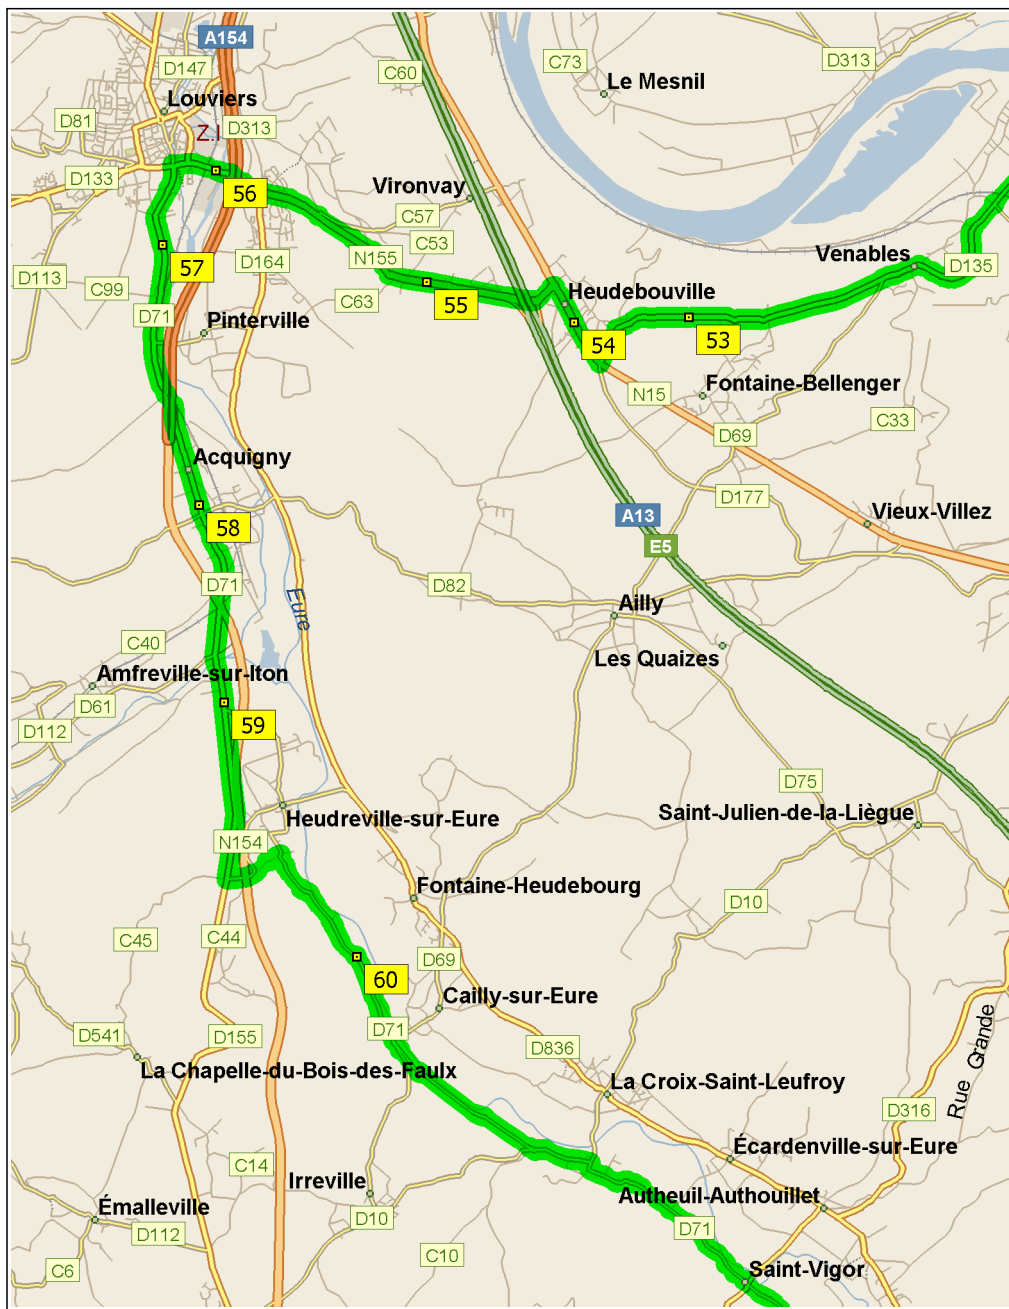 A154
D147
C60
C73
D313
Le Mesnil
Louviers
D81
Z.I
D313
D133
56
Vironvay
C57
C53
57
D164
N155
Venables
D135
D113
C99
C63
55
Heudebouville
D71
Pinterville
54
53
Fontaine-Bellenger
N15
C33
D69
Acquigny
D177
58
A13
Vieux-Villez
E5
D71
D82
Eure
Ailly
C40
Les Quaizes
Amfreville-sur-Iton
D61
D112
59
D75
Heudreville-sur-Eure
Saint-Julien-de-la-Liègue
N154
Fontaine-Heudebourg
D10
C45
C44
D69
60
Cailly-sur-Eure
D541
D155
D71
D836
Rue Grande
La Chapelle-du-Bois-des-Faulx
La Croix-Saint-Leufroy
D316
Écardenville-sur-Eure
C14
Irreville
Autheuil-Authouillet
Émalleville
D10
D71
D112
C10
C6
Saint-Vigor